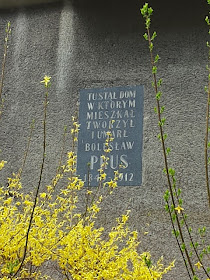 TU STAŁ DOM
W KTÓRYM
MIESZKAŁ
TWORZYŁ
I UMARŁ
BOLESŁAW
PRUS
1912